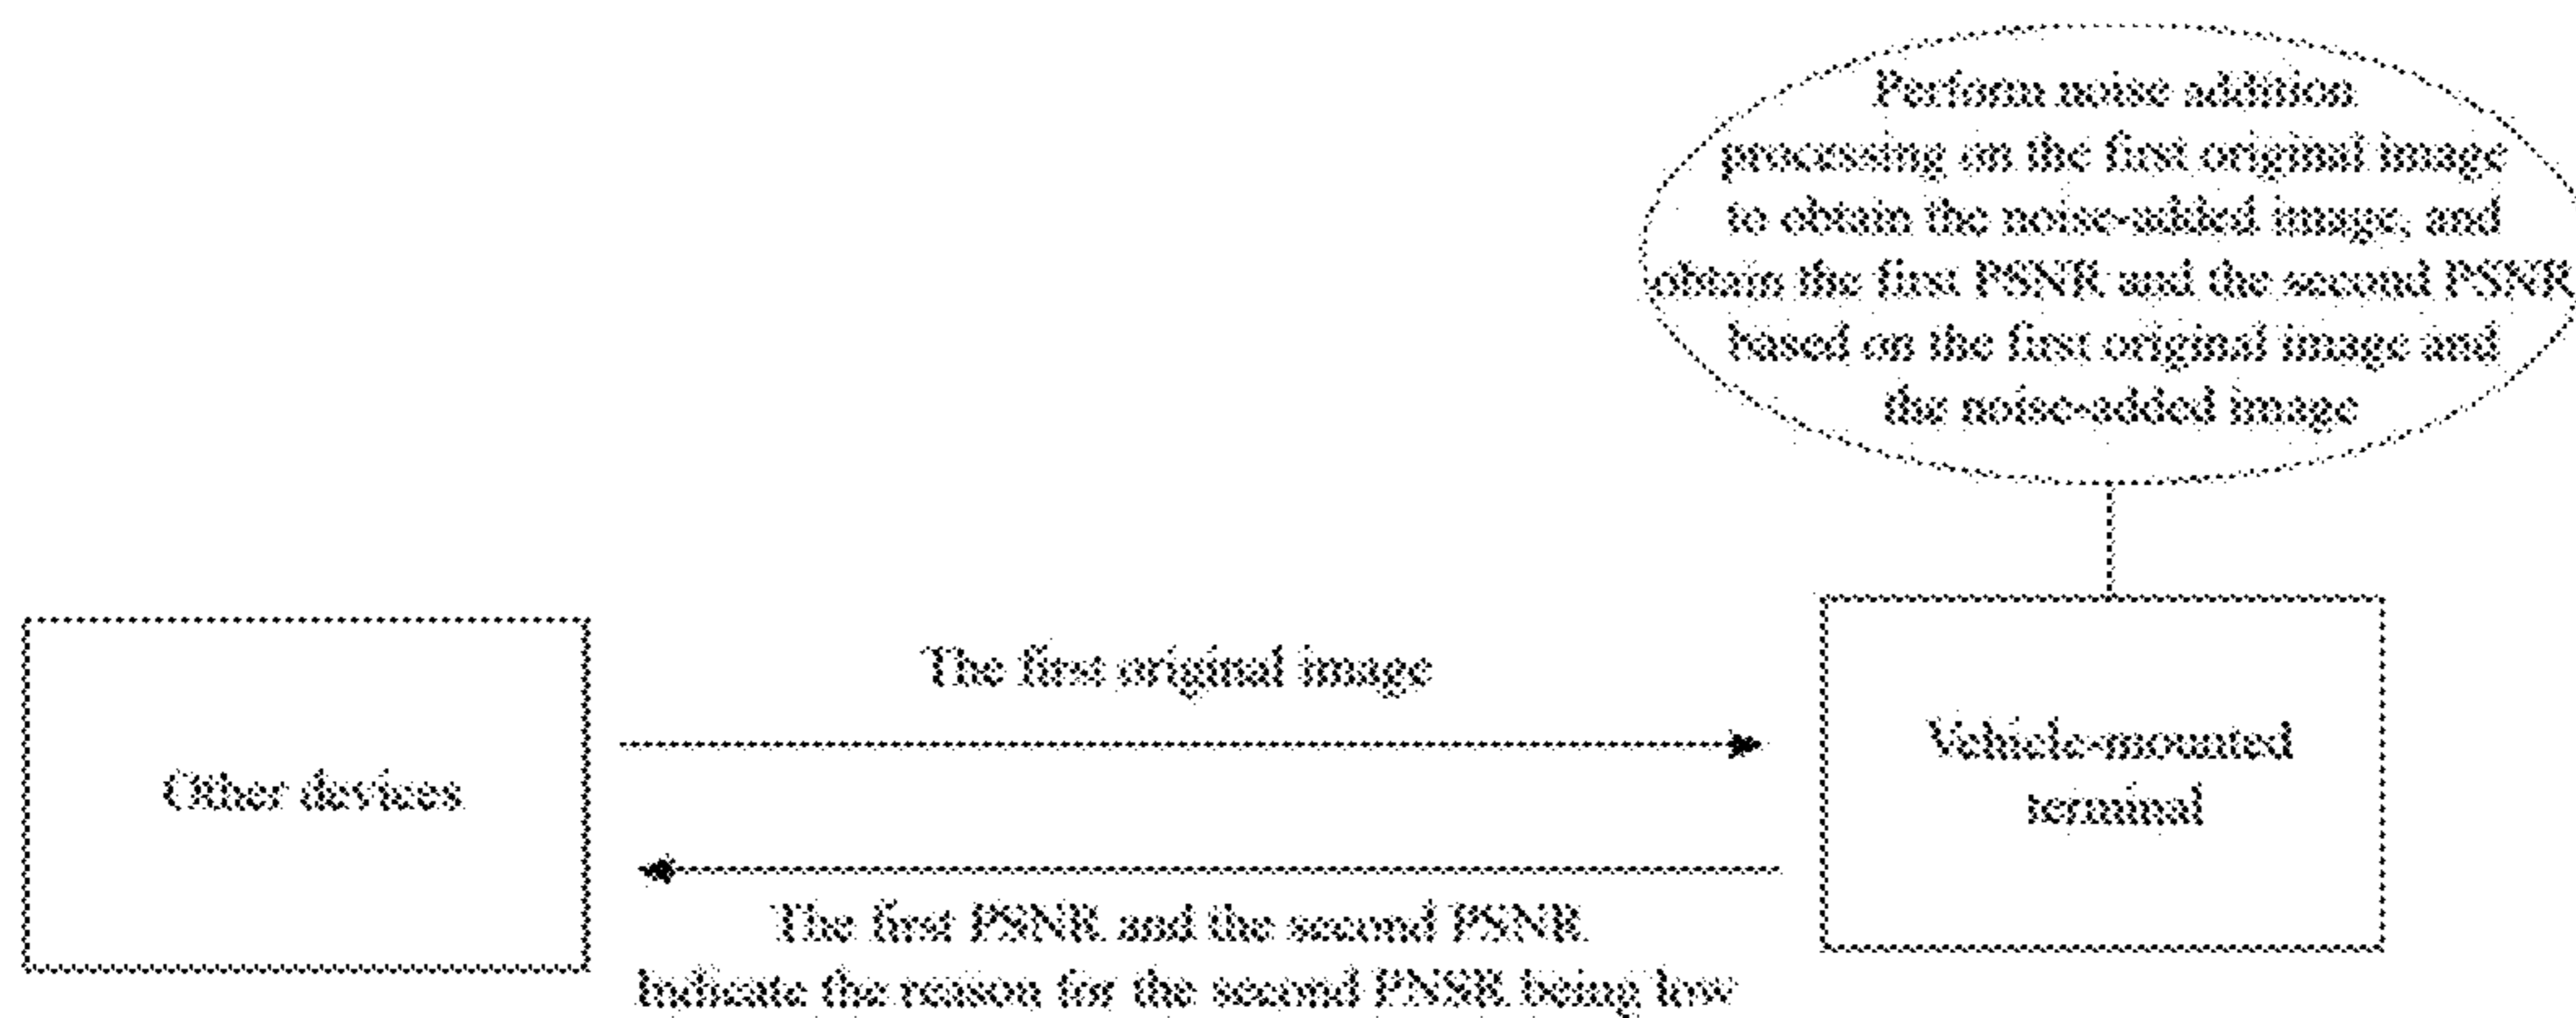 Perform noise addition
processing on the first original image
to obtain the noise-added image, and
obtain the first PSNR and the second PSNR
based on the first original image and
the noise-added image
The first original image
Other devices
Vehicle-mounted
terminal
The first PSNR and the second PSNR
Indicate the reason for the second PNSR being low